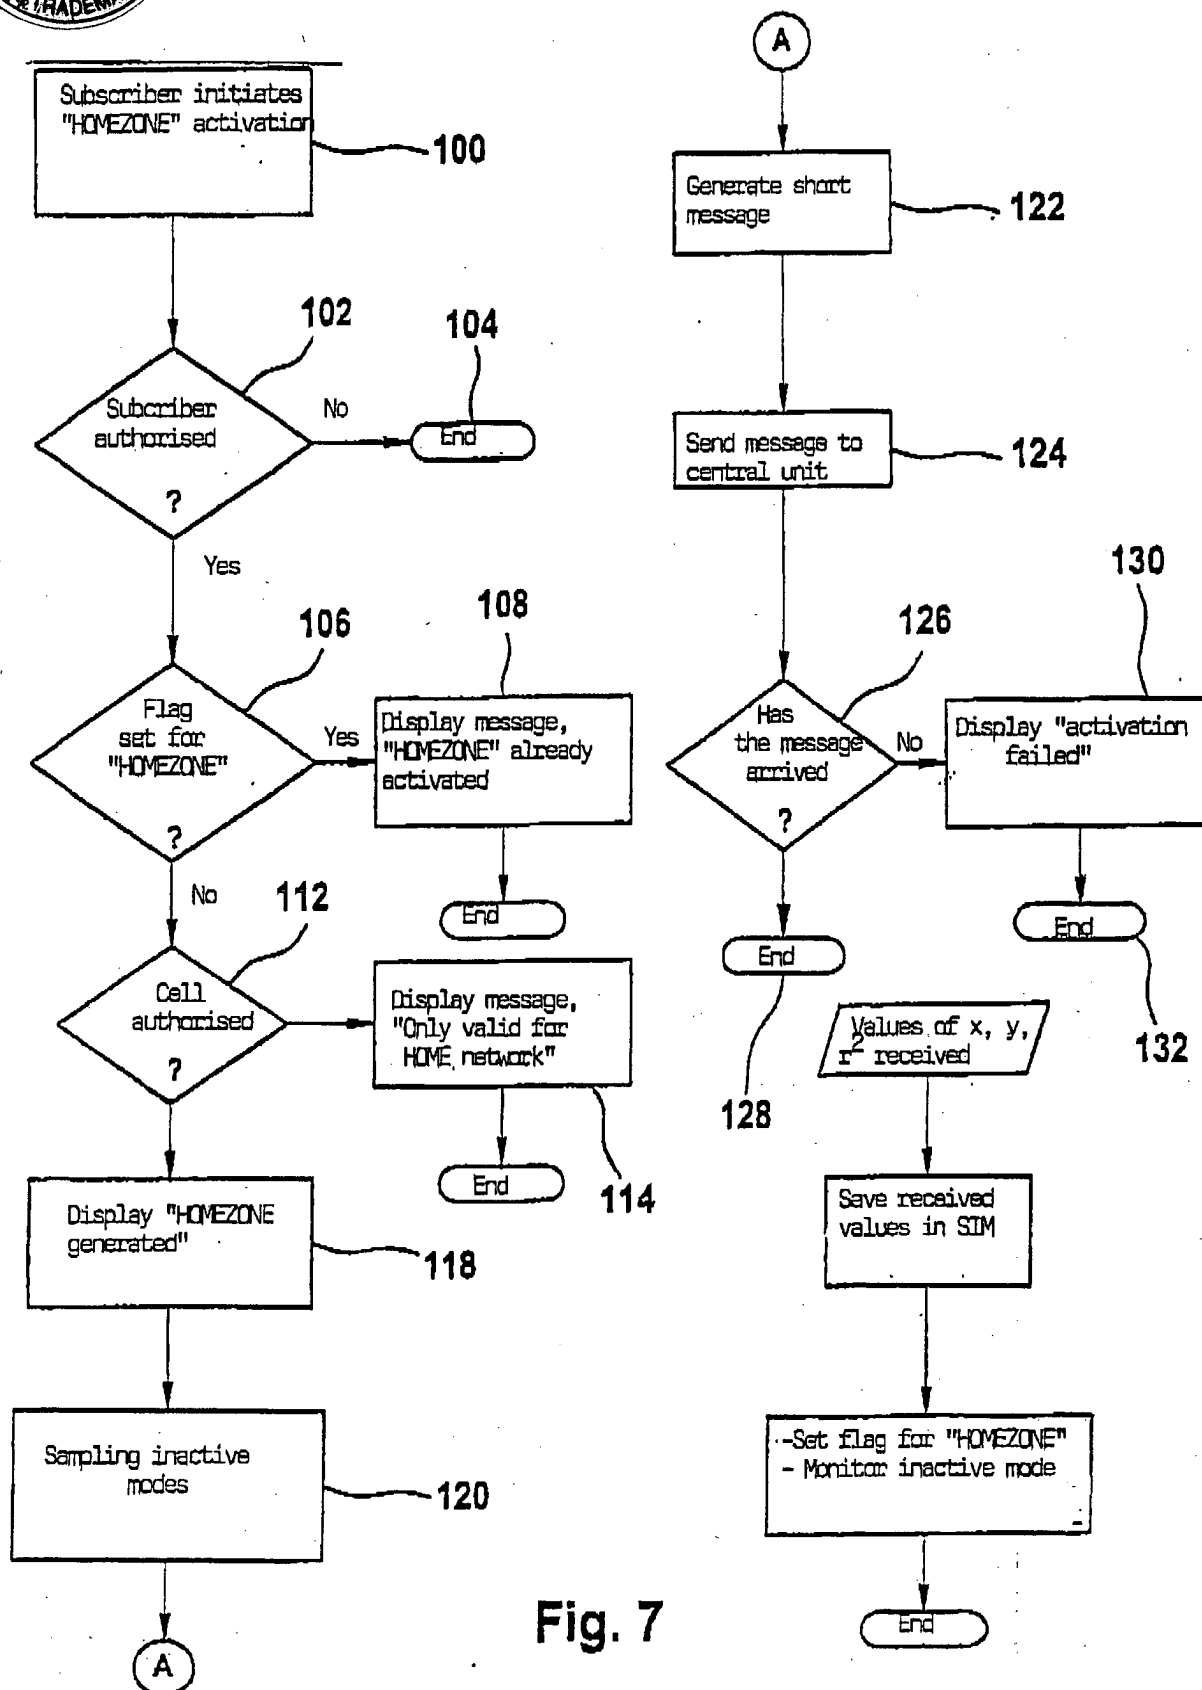 TRADEM
Subscriber initiates
"HOMEZONE" activation
100
102
Subcriber
authorised
?
No
104
End
Yes
106
Flag
set for
"HOMEZONE"
?
Yes
108
Display message,
"HOMEZONE" already
activated
End
No
112
Cell
authorised
?
Display message,
"Only valid for
HOME network"
114
End
Display "HOMEZONE
generated"
118
Sampling inactive
modes
120
A
A
Generate short
message
122
Send message to
central unit
124
126
Has
the message
arrived
?
No
130
Display "activation
failed"
End
132
End
128
Values of x, y,
r² received
Save received
values in SIM
-Set flag for "HOMEZONE"
- Monitor inactive mode
End
Fig. 7